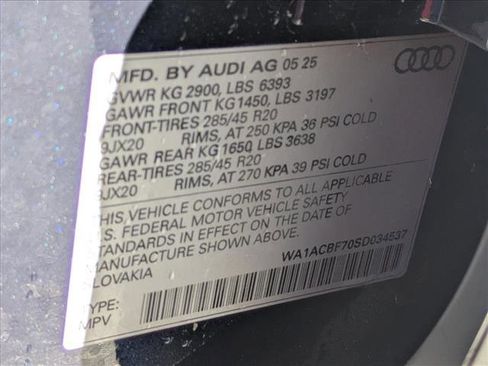 MFD. BY AUDI AG 05 25
GVWR KG 2900, LBS 6393
GAWR FRONT KG1450, LBS 3197
FRONT-TIRES 285/45 R20
9JX20 RIMS, AT 250 KPA 36 PSI COLD
GAWR REAR KG1650, LBS 3638
REAR-TIRES 285/45 R20
9JX20 RIMS, AT 270 KPA 39 PSI COLD
THIS VEHICLE CONFORMS TO ALL APPLICABLE
U.S. FEDERAL MOTOR VEHICLE SAFETY
STANDARDS IN EFFECT ON THE DATE OF
MANUFACTURE SHOWN ABOVE.
SLOVAKIA
WA1ACBF70SD034537
TYPE:
MPV